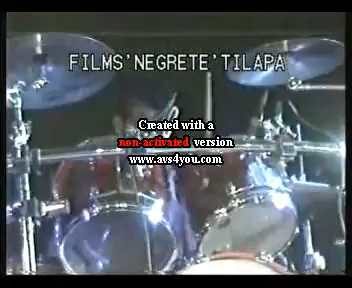 FILMS'NEGRETE'TILAPA
Created with a
non-activated version
www.avs4you.com